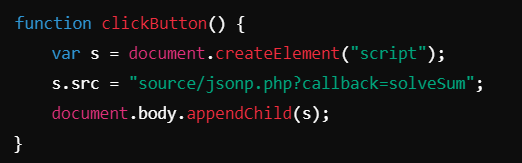 function clickButton() {
    var s = document.createElement("script");
    s.src = "source/jsonp.php?callback=solveSum";
    document.body.appendChild(s);
}